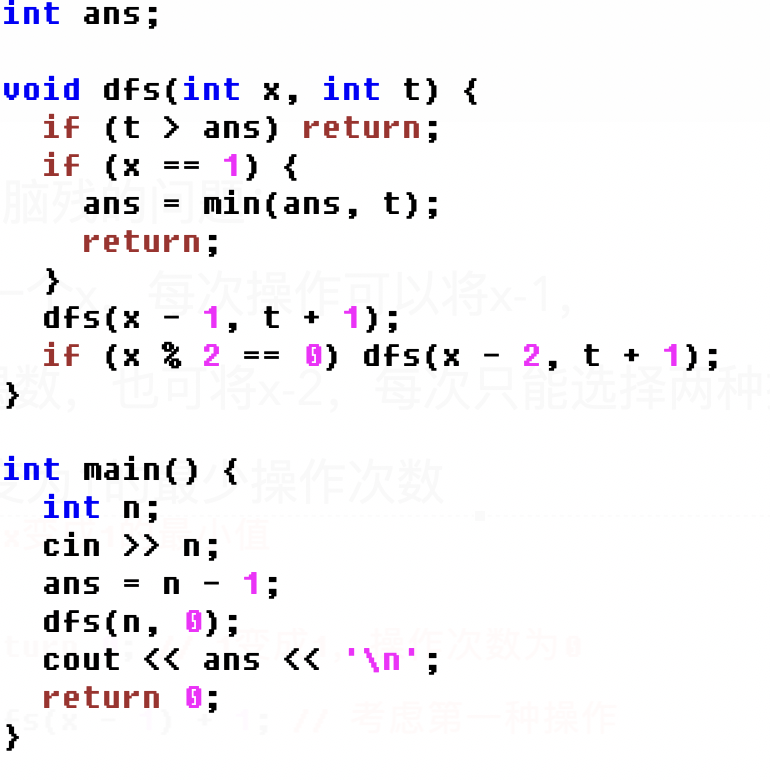 int ans;
void dfs(int x, int t) {
if (t > ans) return;
if (x == 1) {
ans = min(ans, t);
return;
}
dfs(x - 1, t + 1);
if (x % 2 == 0) dfs(x - 2, t + 1);
}
int main() {
int n;
cin >> n;
ans = n - 1;
dfs(n, 0);
cout << ans << '\n';
return 0;
}